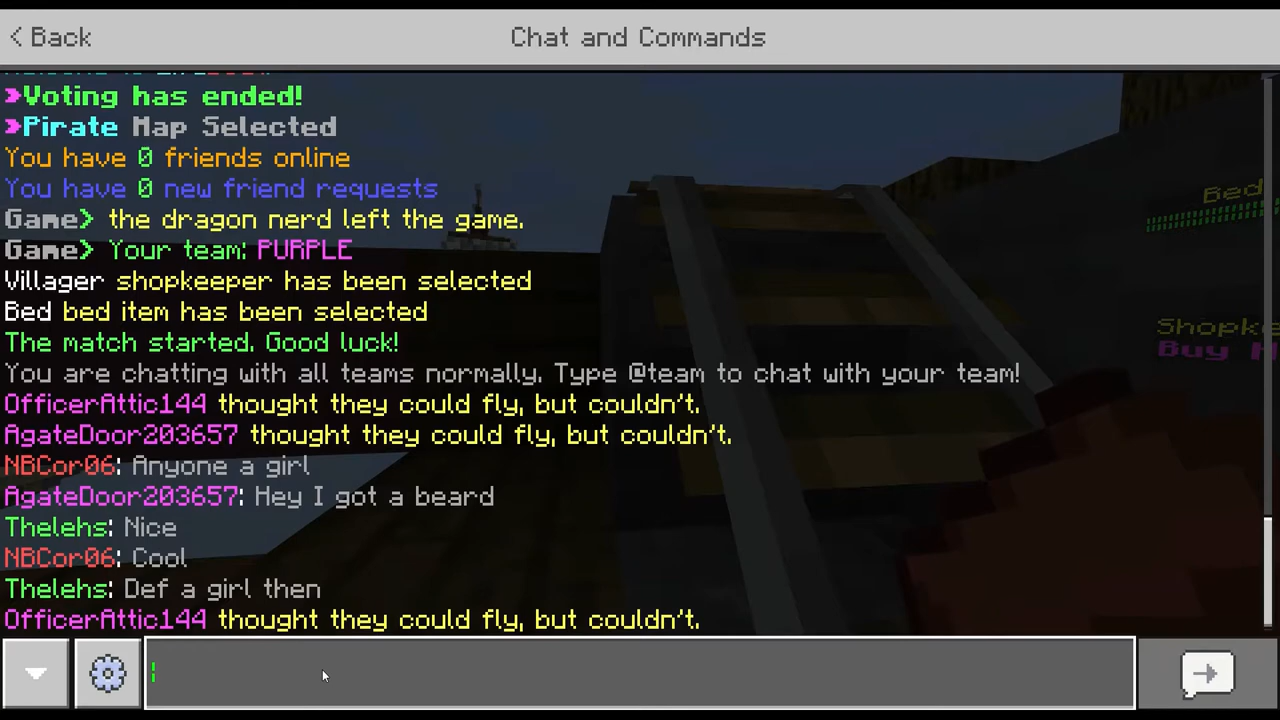 < Back
Chat and Commands
>Voting has ended!
>Pirate Map Selected
You have 0 friends online
You have 0 new friend requests
Game> the dragon nerd left the game.
Game> Your team: PURPLE
Villager shopkeeper has been selected
Bed bed item has been selected
The match started. Good luck!
You are chatting with all teams normally. Type @team to chat with your team!
OfficerAttic144 thought they could fly, but couldn't.
AgateDoor203657 thought they could fly, but couldn't.
NBCor06: Anyone a girl
AgateDoor203657: Hey I got a beard
Thelehs: Nice
NBCor06: Cool
Thelehs: Def a girl then
OfficerAttic144 thought they could fly, but couldn't.
Bed
Shopke
Buy